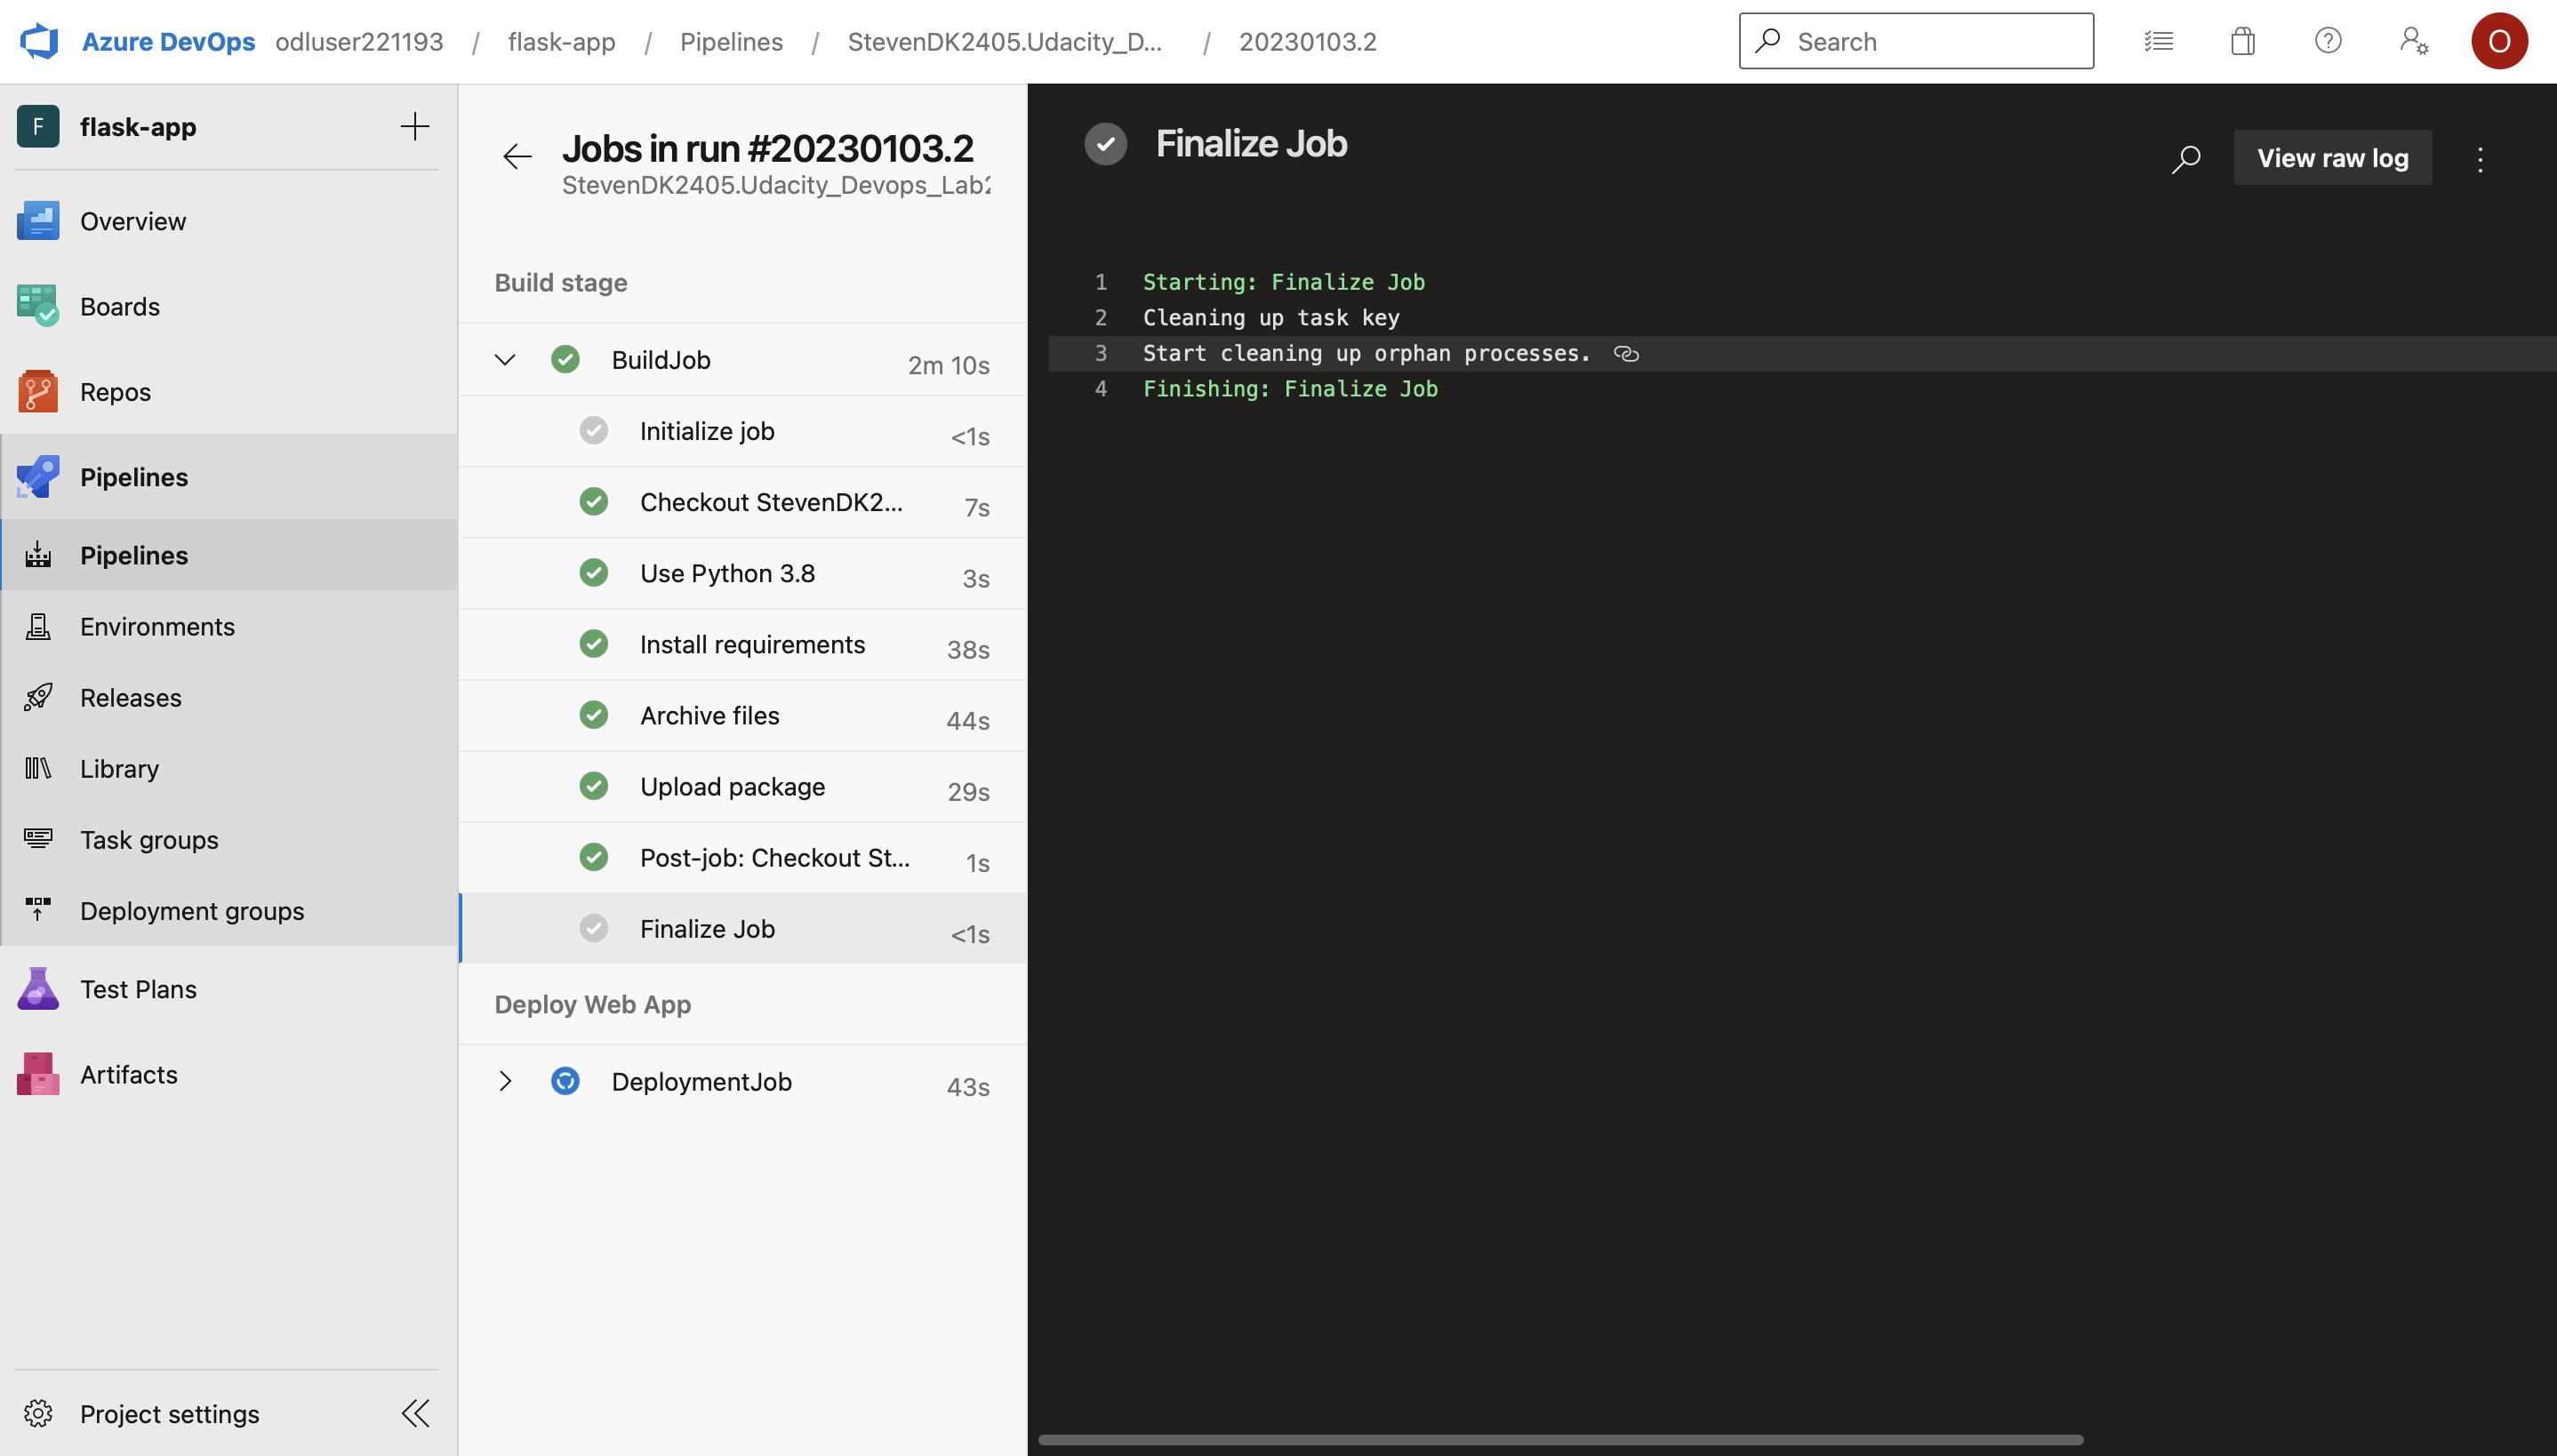 Azure DevOps odluser221193 / flask-app / Pipelines / StevenDK2405.Udacity_D... / 20230103.2
Search
O
F flask-app
Overview
Boards
Repos
Pipelines
Pipelines
Environments
Releases
Library
Task groups
Deployment groups
Test Plans
Artifacts
Project settings
Jobs in run #20230103.2
StevenDK2405.Udacity_Devops_Lab2
Build stage
BuildJob 2m 10s
Initialize job <1s
Checkout StevenDK2... 7s
Use Python 3.8 3s
Install requirements 38s
Archive files 44s
Upload package 29s
Post-job: Checkout St... 1s
Finalize Job <1s
Deploy Web App
DeploymentJob 43s
Finalize Job
View raw log
1 Starting: Finalize Job
2 Cleaning up task key
3 Start cleaning up orphan processes.
4 Finishing: Finalize Job